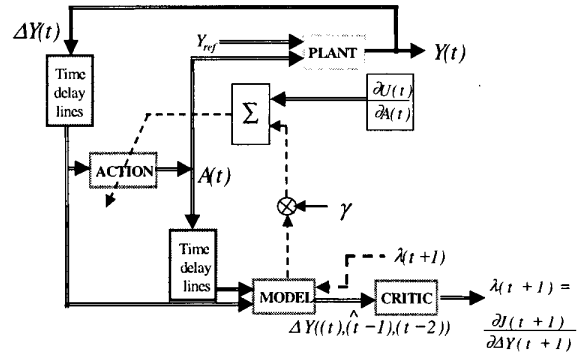 ΔY(t)
Y_ref
PLANT
Y(t)
Time
delay
lines
Σ
∂U(t)
∂A(t)
ACTION
A(t)
γ
Time
delay
lines
λ(t+1)
MODEL
CRITIC
λ(t+1) =
ΔŶ((t),(t−1),(t−2))
∂J(t+1)
∂ΔY(t+1)